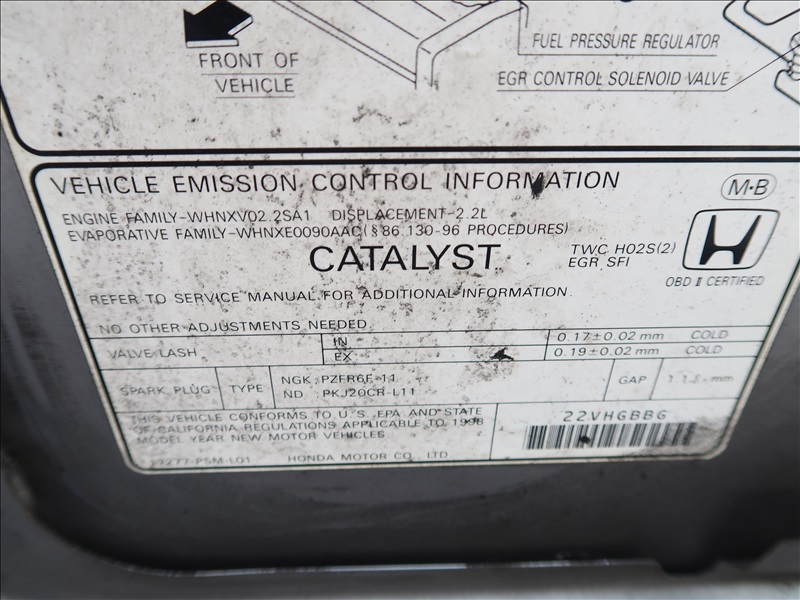 FRONT OF
VEHICLE
FUEL PRESSURE REGULATOR
EGR CONTROL SOLENOID VALVE
VEHICLE EMISSION CONTROL INFORMATION
M·B
ENGINE FAMILY-WHNXV02.2SA1 DISPLACEMENT-2.2L
EVAPORATIVE FAMILY-WHNXE0090AAC(§86.130-96 PROCEDURES)
CATALYST
TWC H02S(2)
EGR SFI
OBD II CERTIFIED
REFER TO SERVICE MANUAL FOR ADDITIONAL INFORMATION.
NO OTHER ADJUSTMENTS NEEDED.
VALVE LASH
IN 0.17±0.02 mm COLD
EX 0.19±0.02 mm COLD
SPARK PLUG TYPE
NGK PZFR6F-11
ND PKJ20CR-L11
GAP mm
THIS VEHICLE CONFORMS TO U.S. EPA AND STATE
OF CALIFORNIA REGULATIONS APPLICABLE TO 1998
MODEL YEAR NEW MOTOR VEHICLES.
22VHGBBG
HONDA MOTOR CO., LTD.